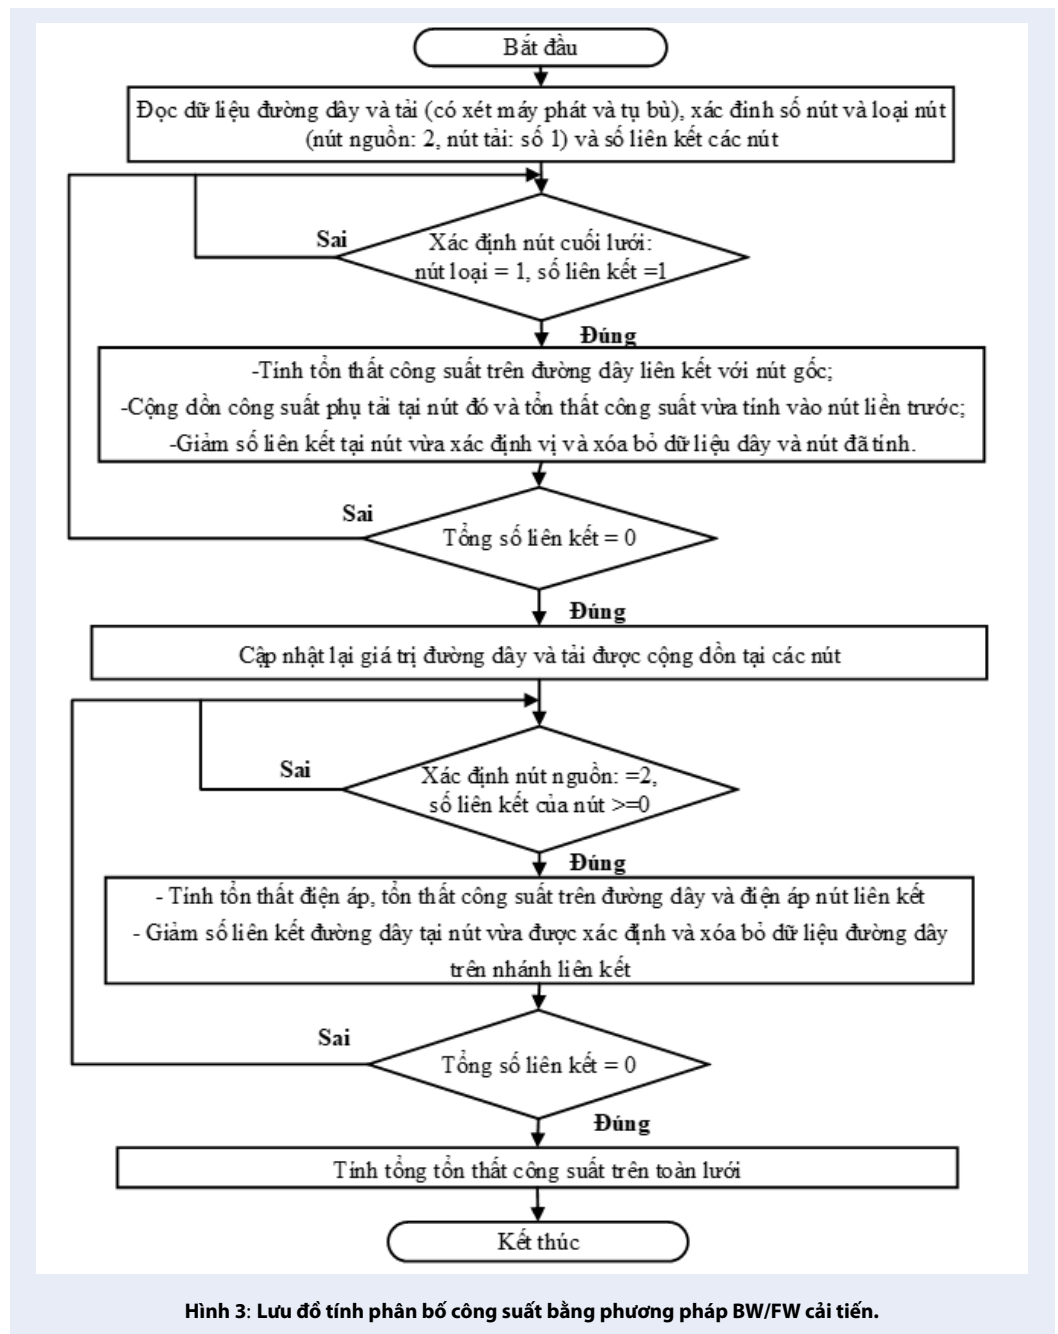 Bắt đầu
Đọc dữ liệu đường dây và tải (có xét máy phát và tụ bù), xác đinh số nút và loại nút
(nút nguồn: 2, nút tải: số 1) và số liên kết các nút
Sai
Xác định nút cuối lưới:
nút loại = 1, số liên kết =1
Đúng
-Tính tổn thất công suất trên đường dây liên kết với nút gốc;
-Cộng dồn công suất phụ tải tại nút đó và tổn thất công suất vừa tính vào nút liền trước;
-Giảm số liên kết tại nút vừa xác định vị và xóa bỏ dữ liệu dây và nút đã tính.
Sai
Tổng số liên kết = 0
Đúng
Cập nhật lại giá trị đường dây và tải được cộng dồn tại các nút
Sai
Xác định nút nguồn: =2,
số liên kết của nút >=0
Đúng
- Tính tổn thất điện áp, tổn thất công suất trên đường dây và điện áp nút liên kết
- Giảm số liên kết đường dây tại nút vừa được xác định và xóa bỏ dữ liệu đường dây
trên nhánh liên kết
Sai
Tổng số liên kết = 0
Đúng
Tính tổng tổn thất công suất trên toàn lưới
Kết thúc
Hình 3: Lưu đồ tính phân bố công suất bằng phương pháp BW/FW cải tiến.